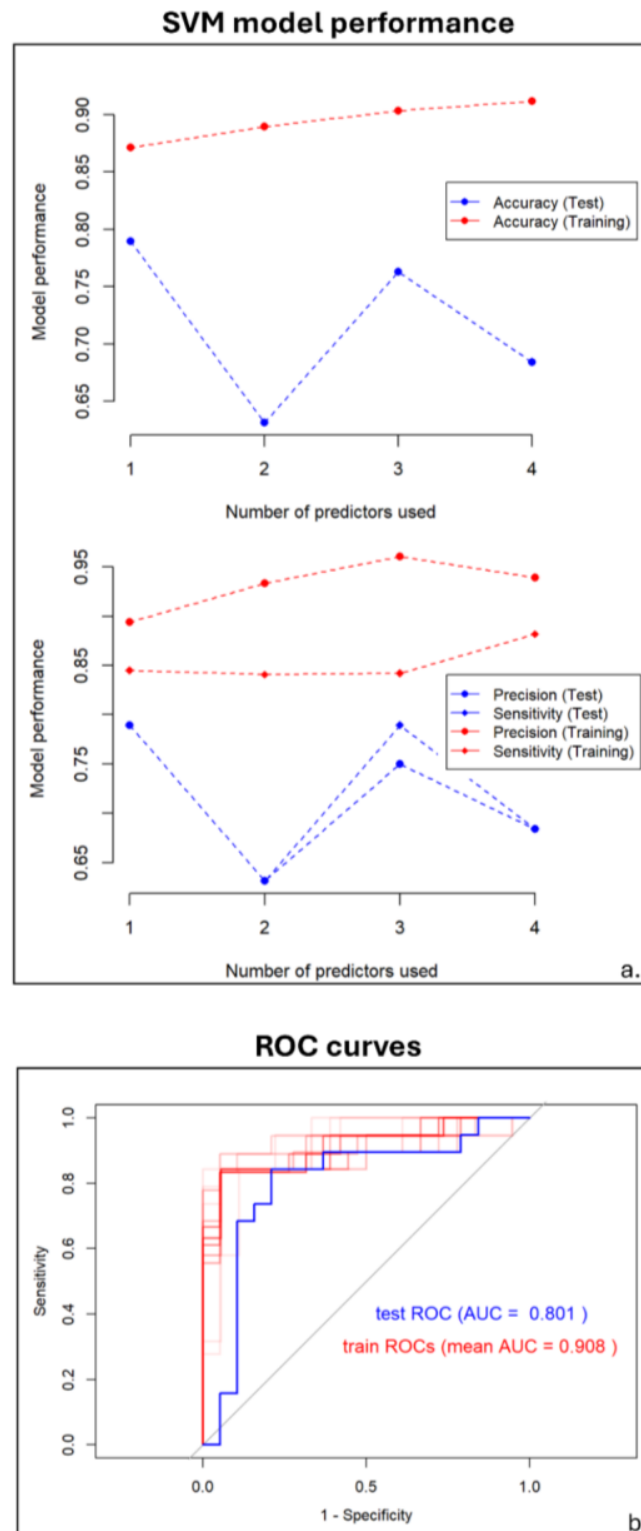 SVM model performance
0.90
0.85
0.80
0.75
0.70
0.65
Model performance
Accuracy (Test)
Accuracy (Training)
1 2 3 4
Number of predictors used
0.95
0.85
0.75
0.65
Model performance
Precision (Test)
Sensitivity (Test)
Precision (Training)
Sensitivity (Training)
1 2 3 4
Number of predictors used
a.
ROC curves
1.0
0.8
0.6
0.4
0.2
0.0
Sensitivity
test ROC (AUC = 0.801 )
train ROCs (mean AUC = 0.908 )
0.0 0.5 1.0
1 - Specificity
b